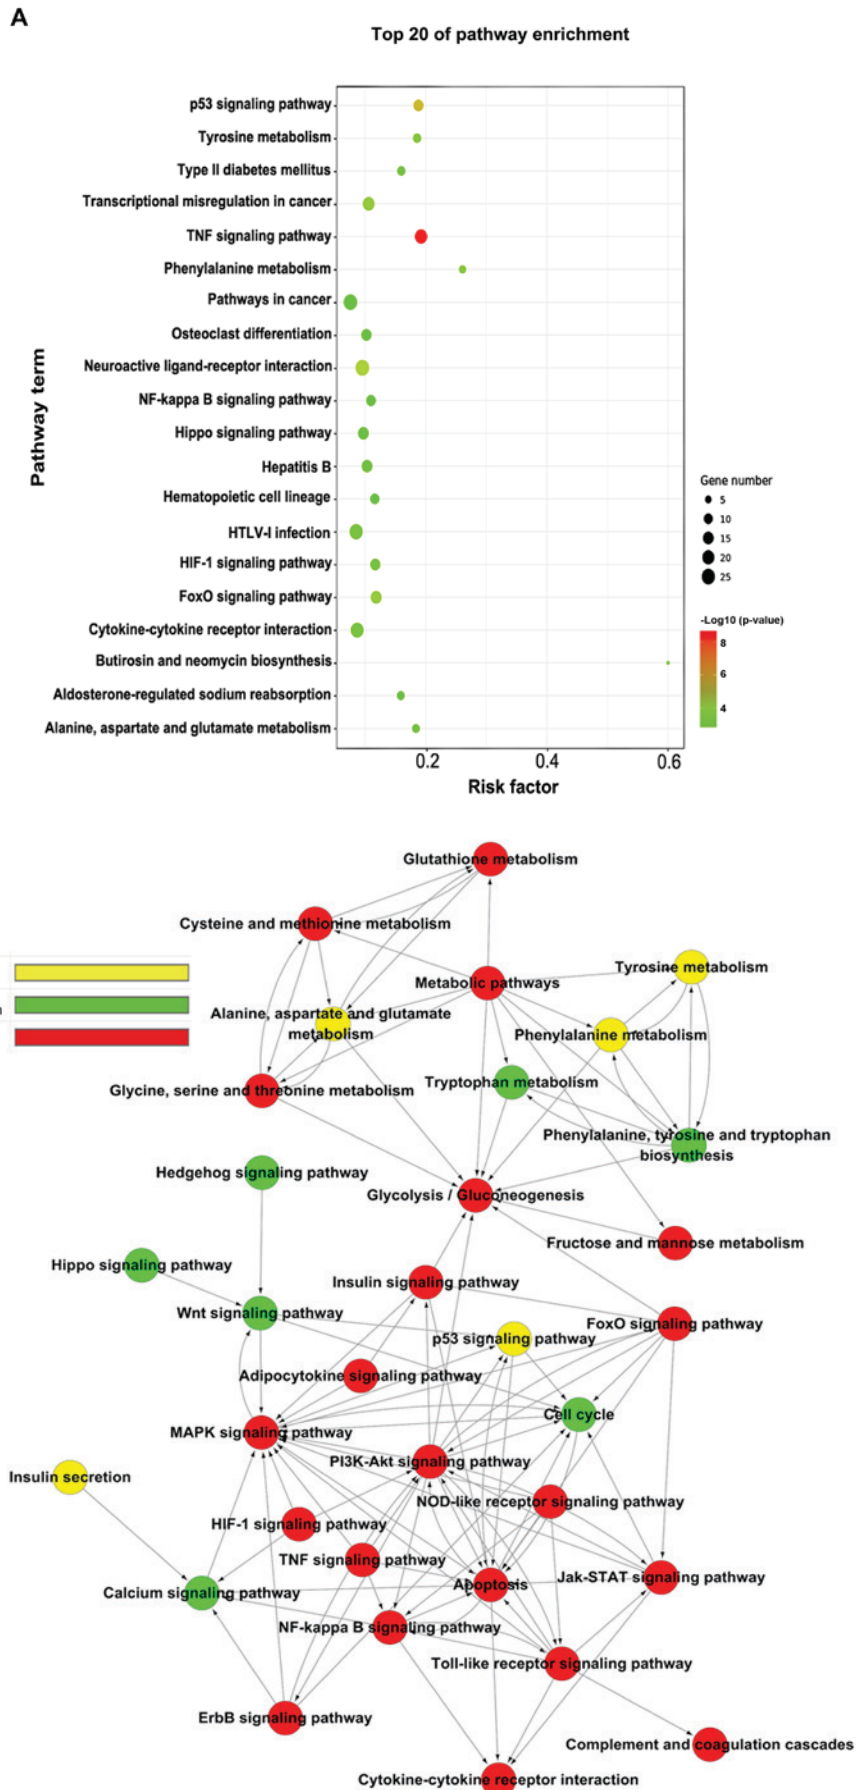 A
Top 20 of pathway enrichment
Pathway term
p53 signaling pathway
Tyrosine metabolism
Type II diabetes mellitus
Transcriptional misregulation in cancer
TNF signaling pathway
Phenylalanine metabolism
Pathways in cancer
Osteoclast differentiation
Neuroactive ligand-receptor interaction
NF-kappa B signaling pathway
Hippo signaling pathway
Hepatitis B
Hematopoietic cell lineage
HTLV-I infection
HIF-1 signaling pathway
FoxO signaling pathway
Cytokine-cytokine receptor interaction
Butirosin and neomycin biosynthesis
Aldosterone-regulated sodium reabsorption
Alanine, aspartate and glutamate metabolism
0.2 0.4 0.6
Risk factor
Gene number
5
10
15
20
25
-Log10 (p-value)
8
6
4
Glutathione metabolism
Cysteine and methionine metabolism
Tyrosine metabolism
Metabolic pathways
Alanine, aspartate and glutamate
metabolism
Phenylalanine metabolism
Tryptophan metabolism
Glycine, serine and threonine metabolism
Phenylalanine, tyrosine and tryptophan
biosynthesis
Hedgehog signaling pathway
Glycolysis / Gluconeogenesis
Fructose and mannose metabolism
Hippo signaling pathway
Insulin signaling pathway
Wnt signaling pathway
FoxO signaling pathway
p53 signaling pathway
Adipocytokine signaling pathway
Cell cycle
MAPK signaling pathway
PI3K-Akt signaling pathway
Insulin secretion
NOD-like receptor signaling pathway
HIF-1 signaling pathway
TNF signaling pathway
Jak-STAT signaling pathway
Apoptosis
Calcium signaling pathway
NF-kappa B signaling pathway
Toll-like receptor signaling pathway
ErbB signaling pathway
Complement and coagulation cascades
Cytokine-cytokine receptor interaction